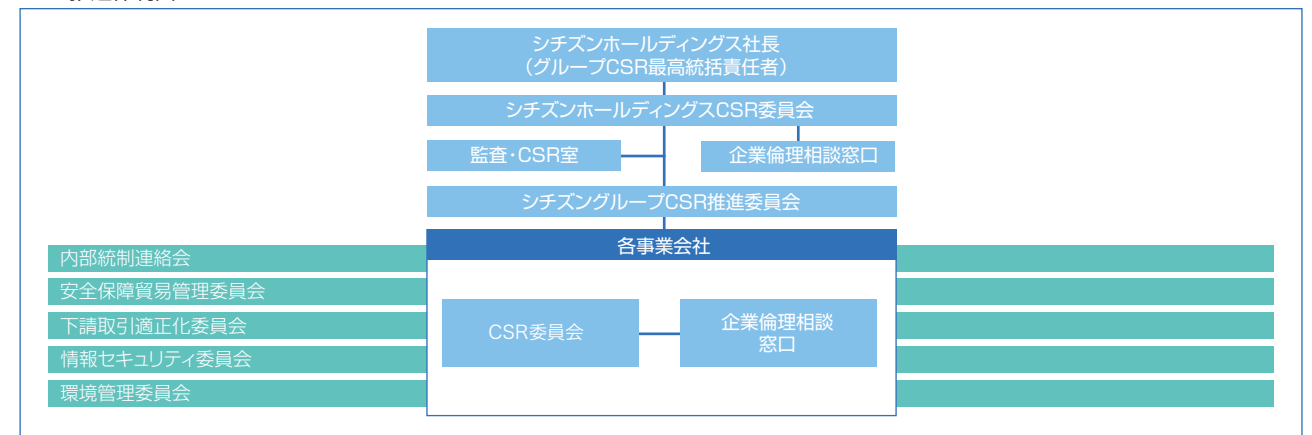 シチズンホールディングス社長
（グループCSR最高統括責任者）
シチズンホールディングスCSR委員会
監査・CSR室
企業倫理相談窓口
シチズングループCSR推進委員会
各事業会社
内部統制連絡会
安全保障貿易管理委員会
下請取引適正化委員会
情報セキュリティ委員会
環境管理委員会
CSR委員会
企業倫理相談
窓口